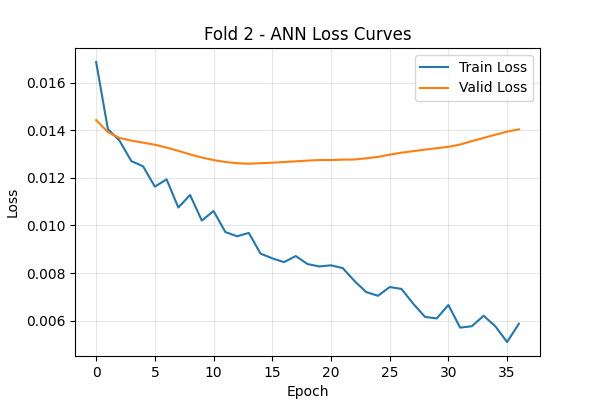 Fold 2 - ANN Loss Curves
Train Loss
Valid Loss
0.016
0.014
0.012
0.010
0.008
0.006
Loss
0 5 10 15 20 25 30 35
Epoch